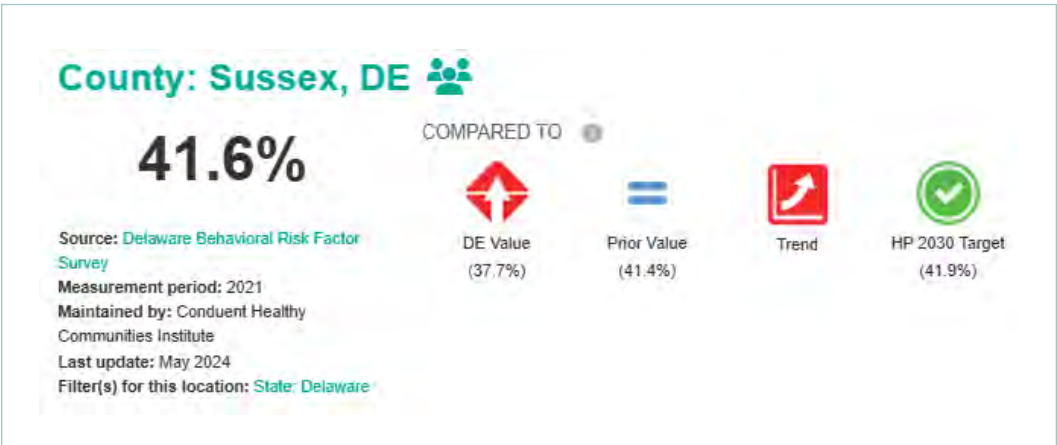 County: Sussex, DE
41.6%
Source: Delaware Behavioral Risk Factor
Survey
Measurement period: 2021
Maintained by: Conduent Healthy
Communities Institute
Last update: May 2024
Filter(s) for this location: State: Delaware
COMPARED TO
DE Value
(37.7%)
Prior Value
(41.4%)
Trend
HP 2030 Target
(41.9%)